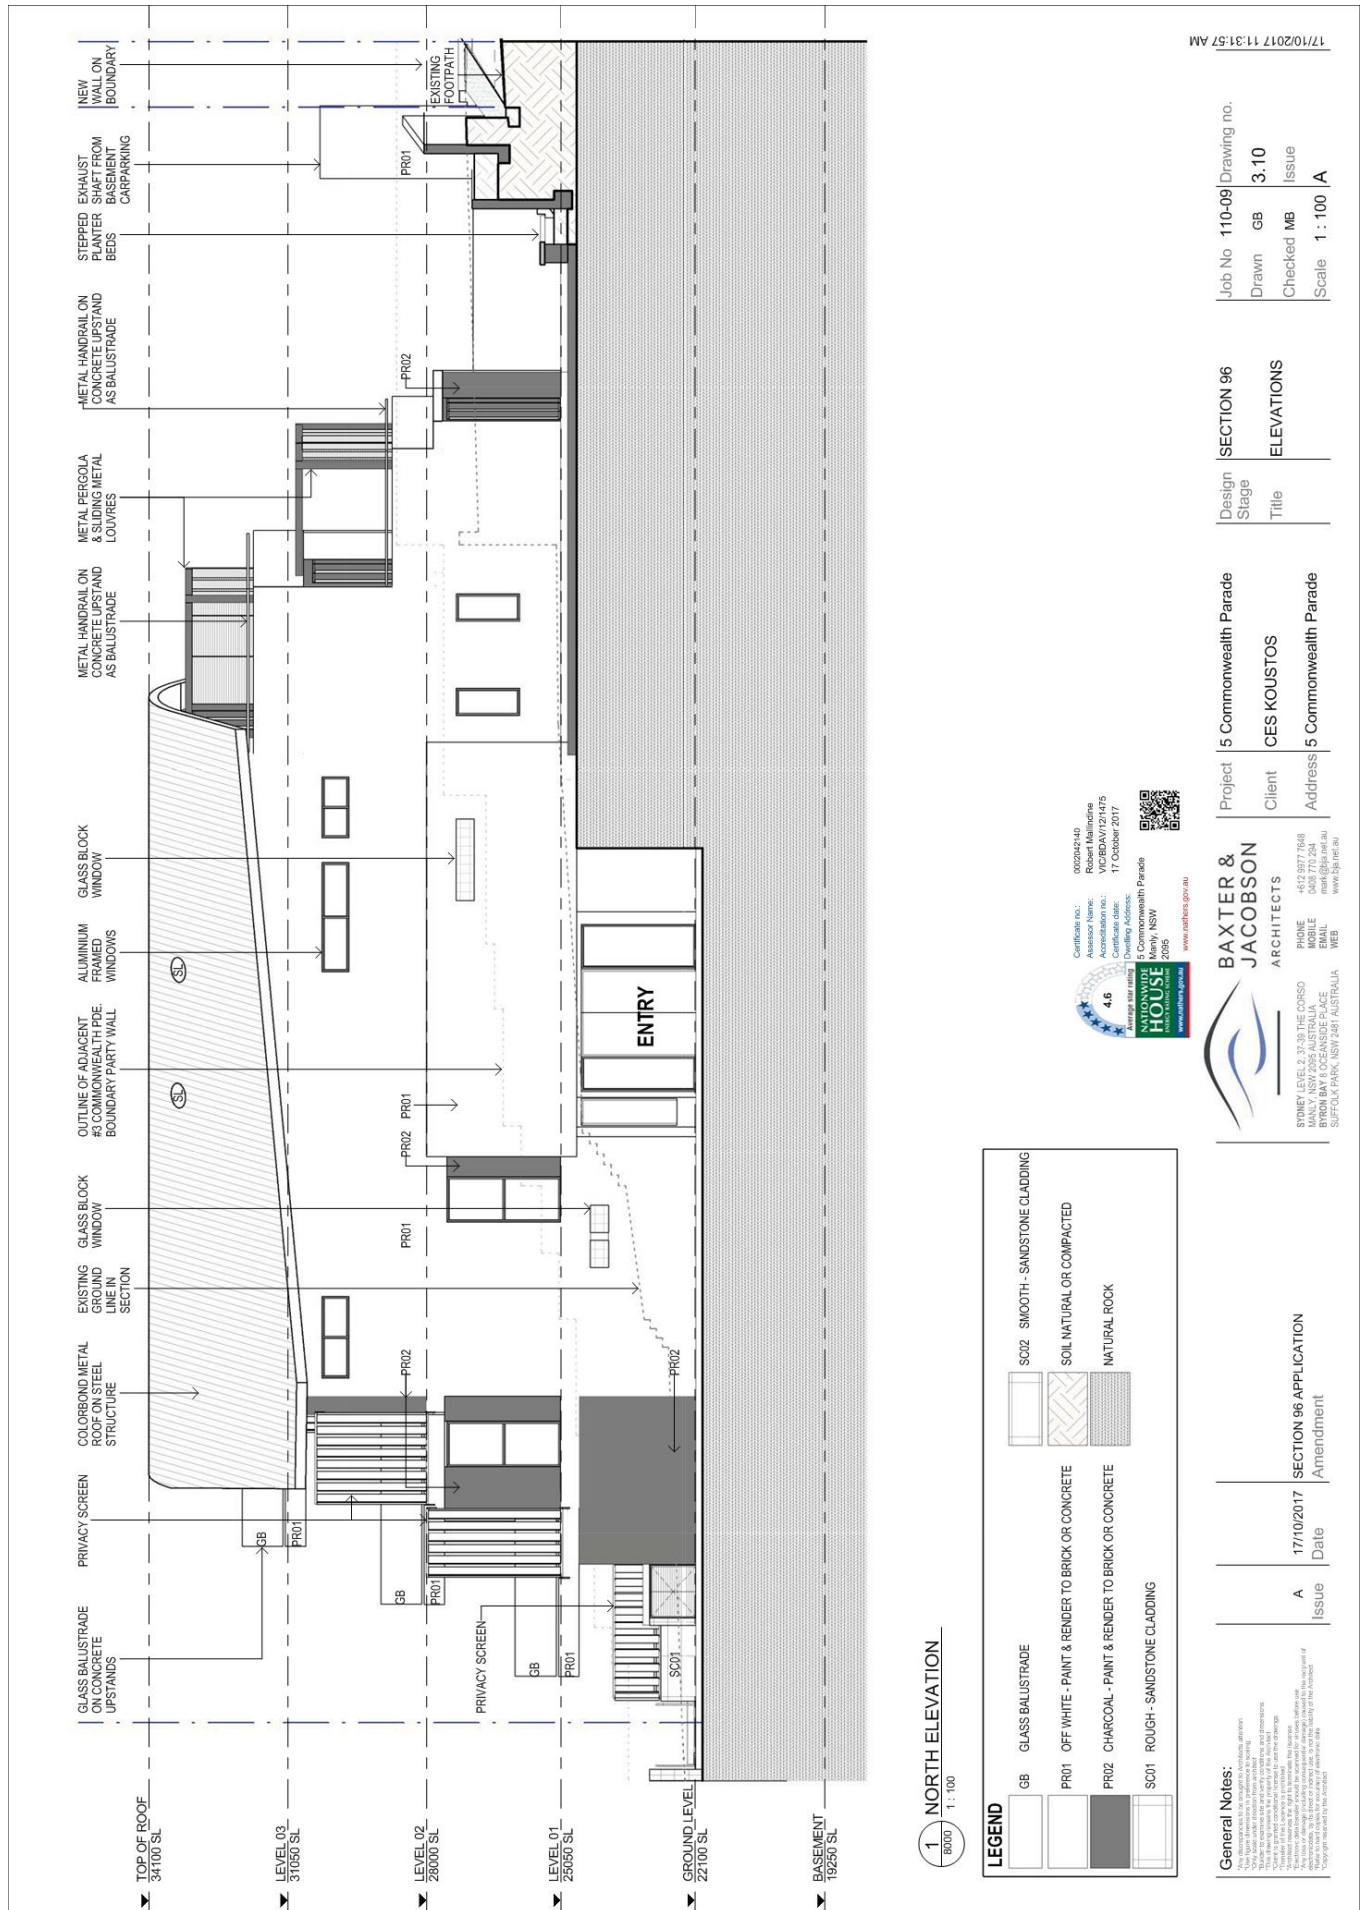 17/10/2017 11:31:57 AM
GLASS BALUSTRADE
ON CONCRETE
UPSTANDS
PRIVACY SCREEN
COLORBOND METAL
ROOF ON STEEL
STRUCTURE
EXISTING
GROUND
LINE IN
SECTION
GLASS BLOCK
WINDOW
OUTLINE OF ADJACENT
#3 COMMONWEALTH PDE.
BOUNDARY PARTY WALL
ALUMINIUM
FRAMED
WINDOWS
GLASS BLOCK
WINDOW
METAL HANDRAIL ON
CONCRETE UPSTAND
AS BALUSTRADE
METAL PERGOLA
& SLIDING METAL
LOUVRES
METAL HANDRAIL ON
CONCRETE UPSTAND
AS BALUSTRADE
STEPPED
PLANTER
BEDS
EXHAUST
SHAFT FROM
BASEMENT
CARPARKING
NEW
WALL ON
BOUNDARY
TOP OF ROOF
34100 SL
LEVEL 03
31050 SL
LEVEL 02
28000 SL
LEVEL 01
25050 SL
GROUND LEVEL
22100 SL
BASEMENT
19250 SL
SL
SL
GB
PR01
GB
PR01
GB
PR01
PR02
PR01
PR02
PR01
PR02
PR01
EXISTING
FOOTPATH
PRIVACY SCREEN
SC01
PR02
ENTRY
1
8000
NORTH ELEVATION
1 : 100
LEGEND
GB GLASS BALUSTRADE
PR01 OFF WHITE - PAINT & RENDER TO BRICK OR CONCRETE
PR02 CHARCOAL - PAINT & RENDER TO BRICK OR CONCRETE
SC01 ROUGH - SANDSTONE CLADDING
SC02 SMOOTH - SANDSTONE CLADDING
SOIL NATURAL OR COMPACTED
NATURAL ROCK
4.6
Average star rating
NATIONWIDE
HOUSE
ENERGY RATING SCHEME
www.nathers.gov.au
Certificate no.: 0002042140
Assessor Name: Robert Mallindine
Accreditation no.: VIC/BDAV/12/1475
Certificate date: 17 October 2017
Dwelling Address:
5 Commonwealth Parade
Manly, NSW
2095
www.nathers.gov.au
General Notes:
Issue A
Date 17/10/2017
Amendment SECTION 96 APPLICATION
BAXTER &
JACOBSON
ARCHITECTS
SYDNEY LEVEL 2, 37-39 THE CORSO
MANLY, NSW 2095 AUSTRALIA
BYRON BAY 8 OCEANSIDE PLACE
SUFFOLK PARK, NSW 2481 AUSTRALIA
PHONE +612 9977 7648
MOBILE 0408 770 294
EMAIL mark@bja.net.au
WEB www.bja.net.au
Project 5 Commonwealth Parade
Client CES KOUSTOS
Address 5 Commonwealth Parade
Design Stage SECTION 96
Title ELEVATIONS
Job No 110-09
Drawn GB
Checked MB
Scale 1 : 100
Drawing no.
3.10
Issue
A